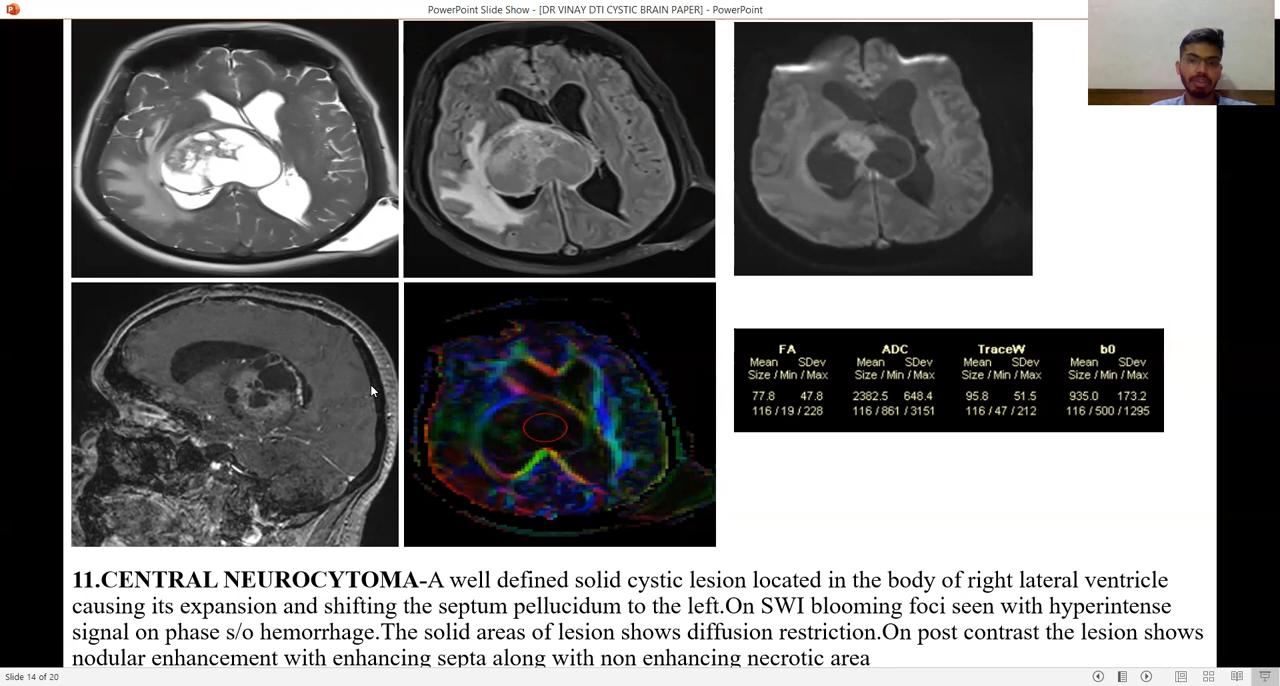 PowerPoint Slide Show - [DR VINAY DTI CYSTIC BRAIN PAPER] - PowerPoint
FA ADC TraceW b0
Mean SDev Mean SDev Mean SDev Mean SDev
Size / Min / Max Size / Min / Max Size / Min / Max Size / Min / Max
77.8 47.8 2382.5 648.4 95.8 51.5 935.0 173.2
116 / 19 / 228 116 / 861 / 3151 116 / 47 / 212 116 / 500 / 1295
11.CENTRAL NEUROCYTOMA-A well defined solid cystic lesion located in the body of right lateral ventricle
causing its expansion and shifting the septum pellucidum to the left.On SWI blooming foci seen with hyperintense
signal on phase s/o hemorrhage.The solid areas of lesion shows diffusion restriction.On post contrast the lesion shows
nodular enhancement with enhancing septa along with non enhancing necrotic area
Slide 14 of 20